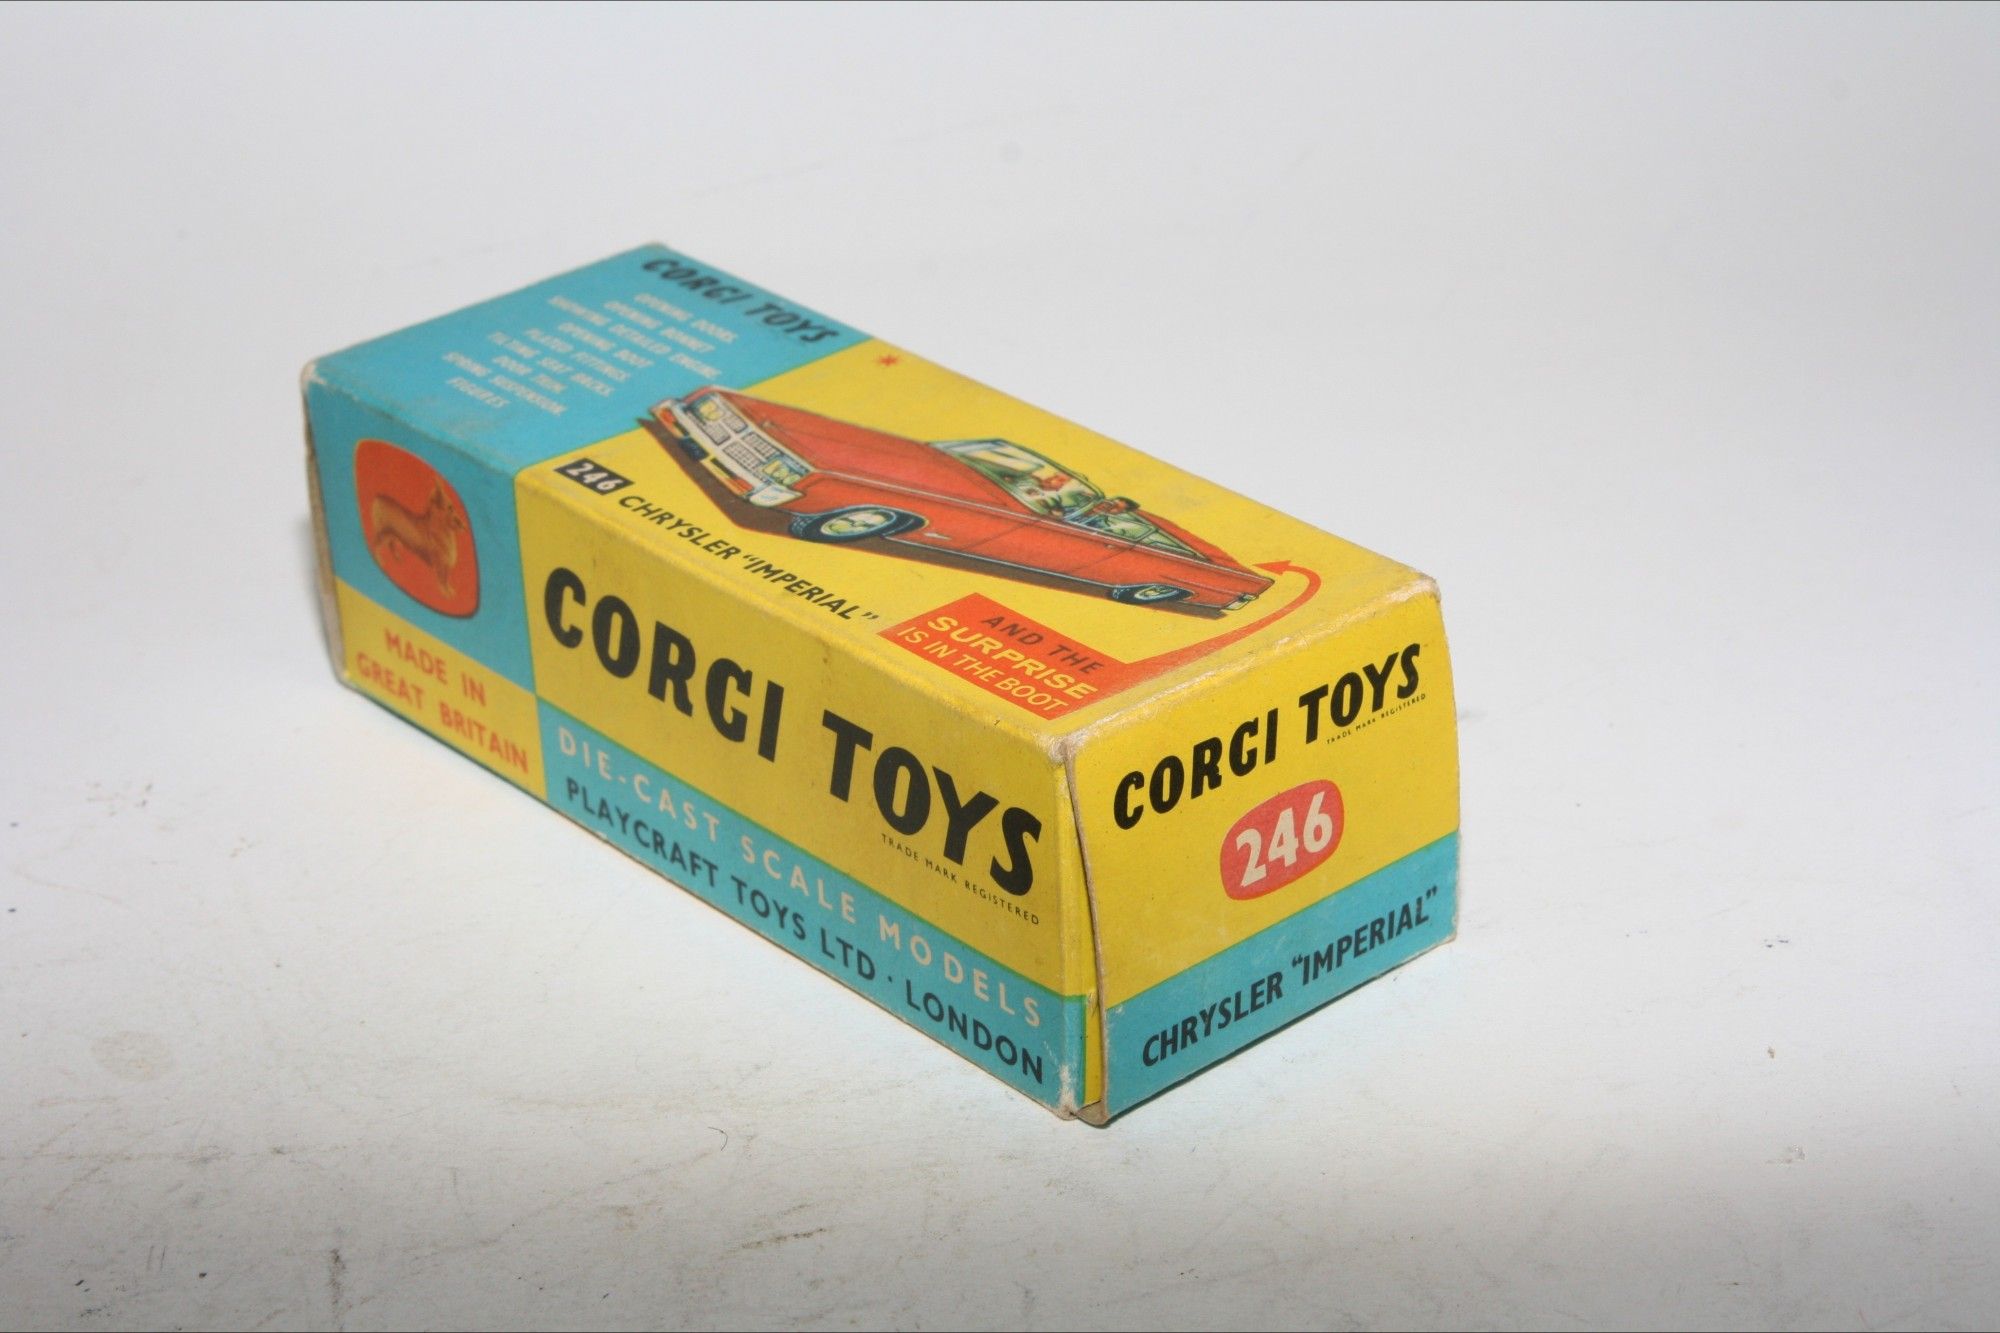 CORGI TOYS
OPENING DOORS.
OPENING BONNET
SHOWING DETAILED ENGINE.
OPENING BOOT
PLATED FITTINGS
TILTING SEAT BACKS.
DOOR TRIM.
SPRING SUSPENSION.
FIGURES
246 CHRYSLER “IMPERIAL”
AND THE
SURPRISE
IS IN THE BOOT
MADE IN
GREAT BRITAIN
CORGI TOYS
TRADE MARK REGISTERED
DIE-CAST SCALE MODELS
PLAYCRAFT TOYS LTD · LONDON
CORGI TOYS
TRADE MARK REGISTERED
246
CHRYSLER “IMPERIAL”